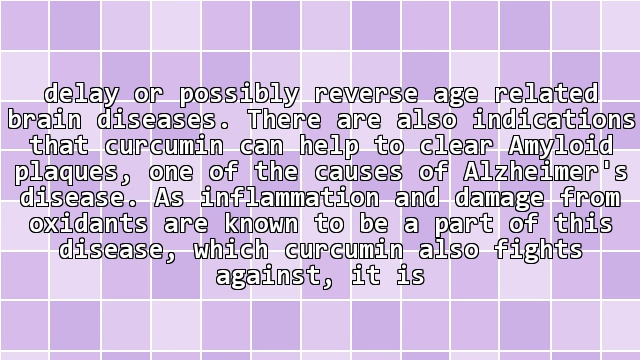 delay or possibly reverse age related
brain diseases. There are also indications
that curcumin can help to clear Amyloid
plaques, one of the causes of Alzheimer's
disease. As inflammation and damage from
oxidants are known to be a part of this
disease, which curcumin also fights
against, it is